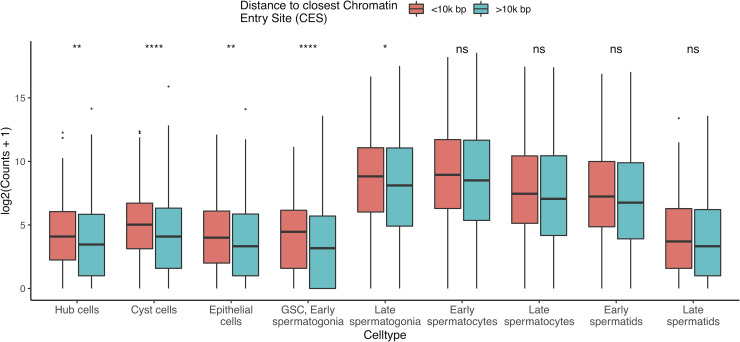 Distance to closest Chromatin
Entry Site (CES)
<10k bp
>10k bp
** **** ** **** * ns ns ns ns
log2(Counts + 1)
15
10
5
0
Hub cells
Cyst cells
Epithelial
cells
GSC, Early
spermatogonia
Late
spermatogonia
Early
spermatocytes
Late
spermatocytes
Early
spermatids
Late
spermatids
Celltype